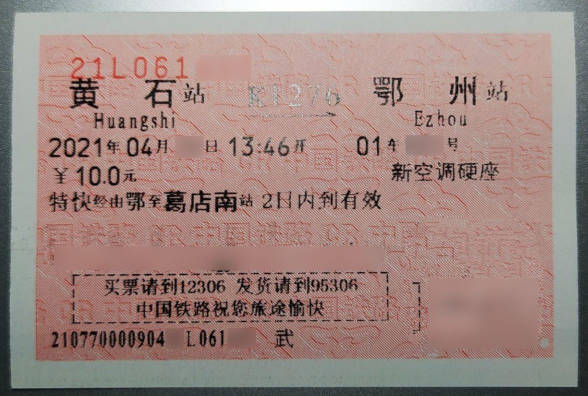 21L061
黄 石 站 K1276 鄂 州 站
Huangshi Ezhou
2021年04月 日 13:46开 01车 号
￥10.0元 新空调硬座
特快经由鄂至葛店南站 2日内到有效
买票请到12306 发货请到95306
中国铁路祝您旅途愉快
210770000904 L061 武